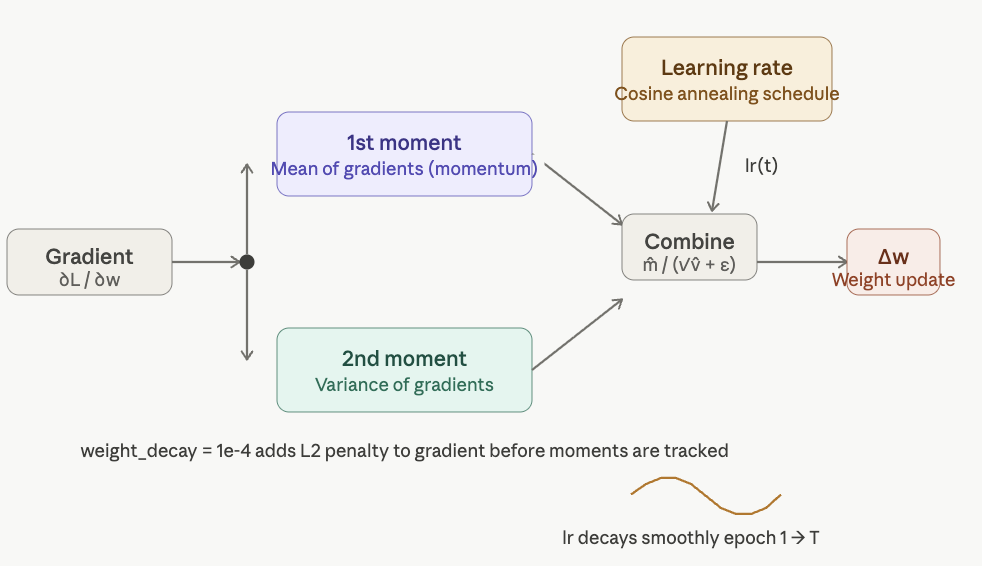 Learning rate
Cosine annealing schedule
1st moment
Mean of gradients (momentum)
lr(t)
Gradient
∂L / ∂w
Combine
m̂ / (√v̂ + ε)
Δw
Weight update
2nd moment
Variance of gradients
weight_decay = 1e-4 adds L2 penalty to gradient before moments are tracked
lr decays smoothly epoch 1 → T